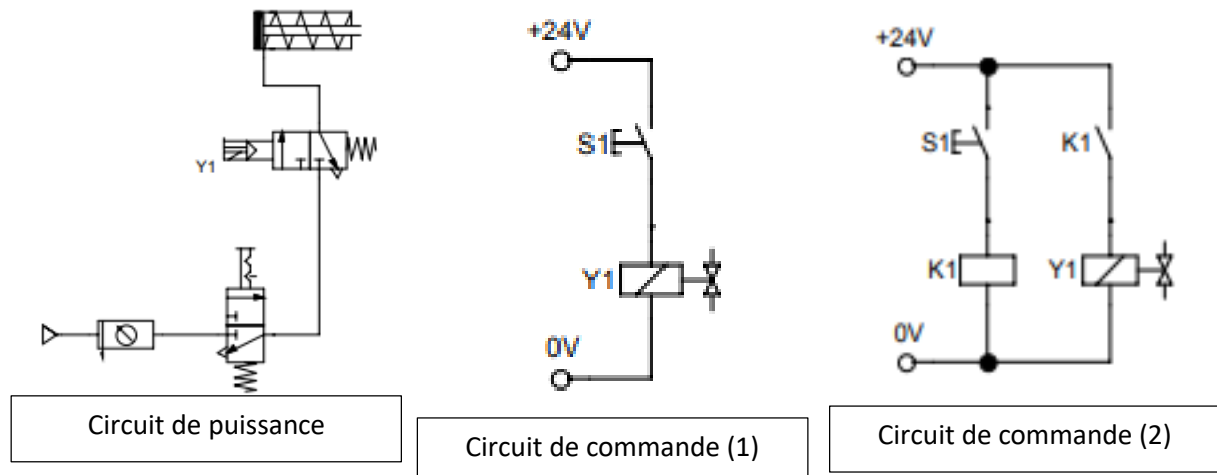 Y1
Circuit de puissance
+24V
S1
Y1
0V
Circuit de commande (1)
+24V
S1 K1
K1 Y1
0V
Circuit de commande (2)